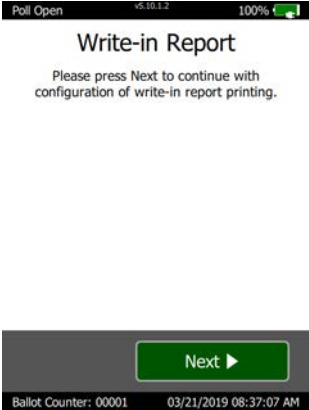 Poll Open v5.10.1.2 100%
Write-in Report
Please press Next to continue with
configuration of write-in report printing.
Next
Ballot Counter: 00001 03/21/2019 08:37:07 AM